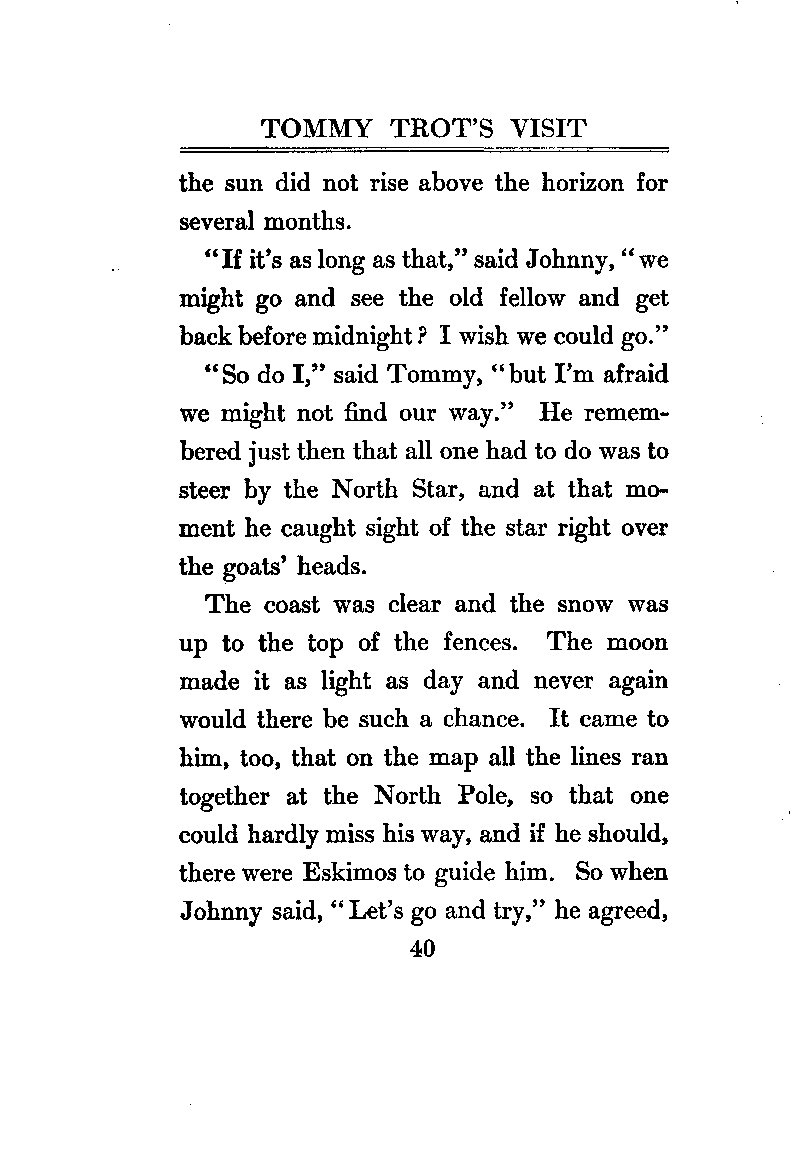 TOMMY TROT'S VISIT
the sun did not rise above the horizon for
several months.
"If it's as long as that," said Johnny, "we
might go and see the old fellow and get
back before midnight? I wish we could go."
"So do I," said Tommy, "but I'm afraid
we might not find our way." He remem-
bered just then that all one had to do was to
steer by the North Star, and at that mo-
ment he caught sight of the star right over
the goats' heads.
The coast was clear and the snow was
up to the top of the fences. The moon
made it as light as day and never again
would there be such a chance. It came to
him, too, that on the map all the lines ran
together at the North Pole, so that one
could hardly miss his way, and if he should,
there were Eskimos to guide him. So when
Johnny said, "Let's go and try," he agreed,
40